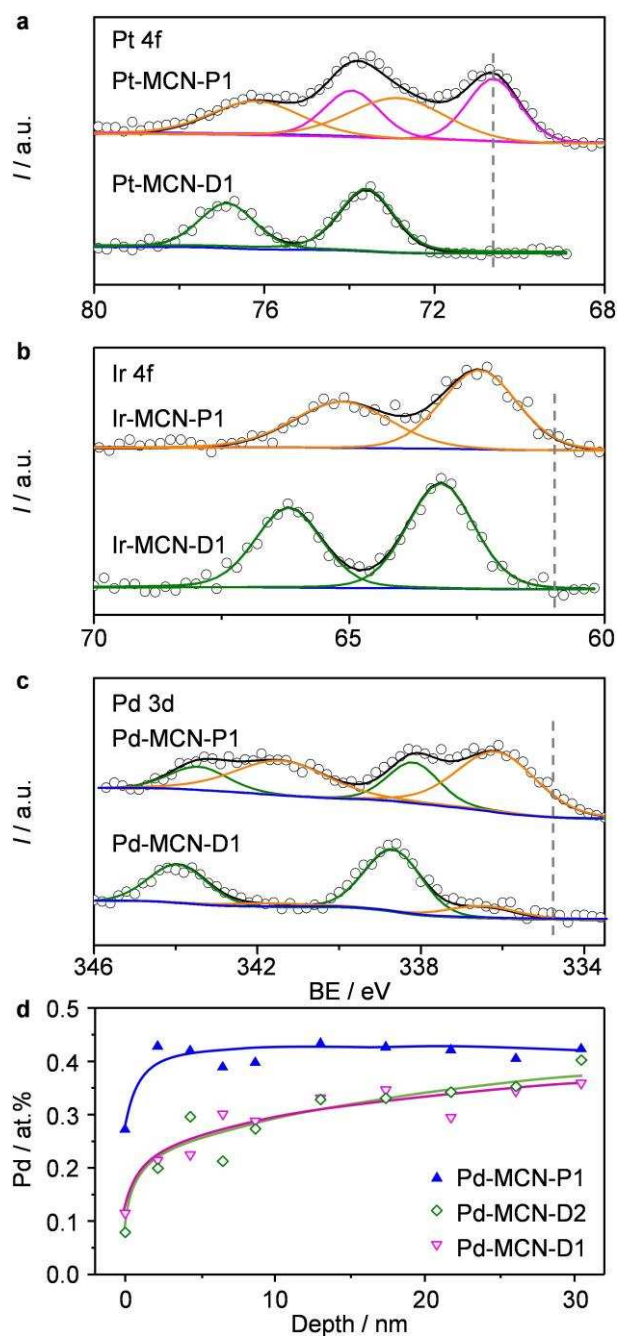 a
Pt 4f
Pt-MCN-P1
Pt-MCN-D1
I / a.u.
80 76 72 68
b
Ir 4f
Ir-MCN-P1
Ir-MCN-D1
I / a.u.
70 65 60
c
Pd 3d
Pd-MCN-P1
Pd-MCN-D1
I / a.u.
346 342 338 334
BE / eV
d
0.5
0.4
0.3
0.2
0.1
0.0
Pd / at.%
Pd-MCN-P1
Pd-MCN-D2
Pd-MCN-D1
0 10 20 30
Depth / nm